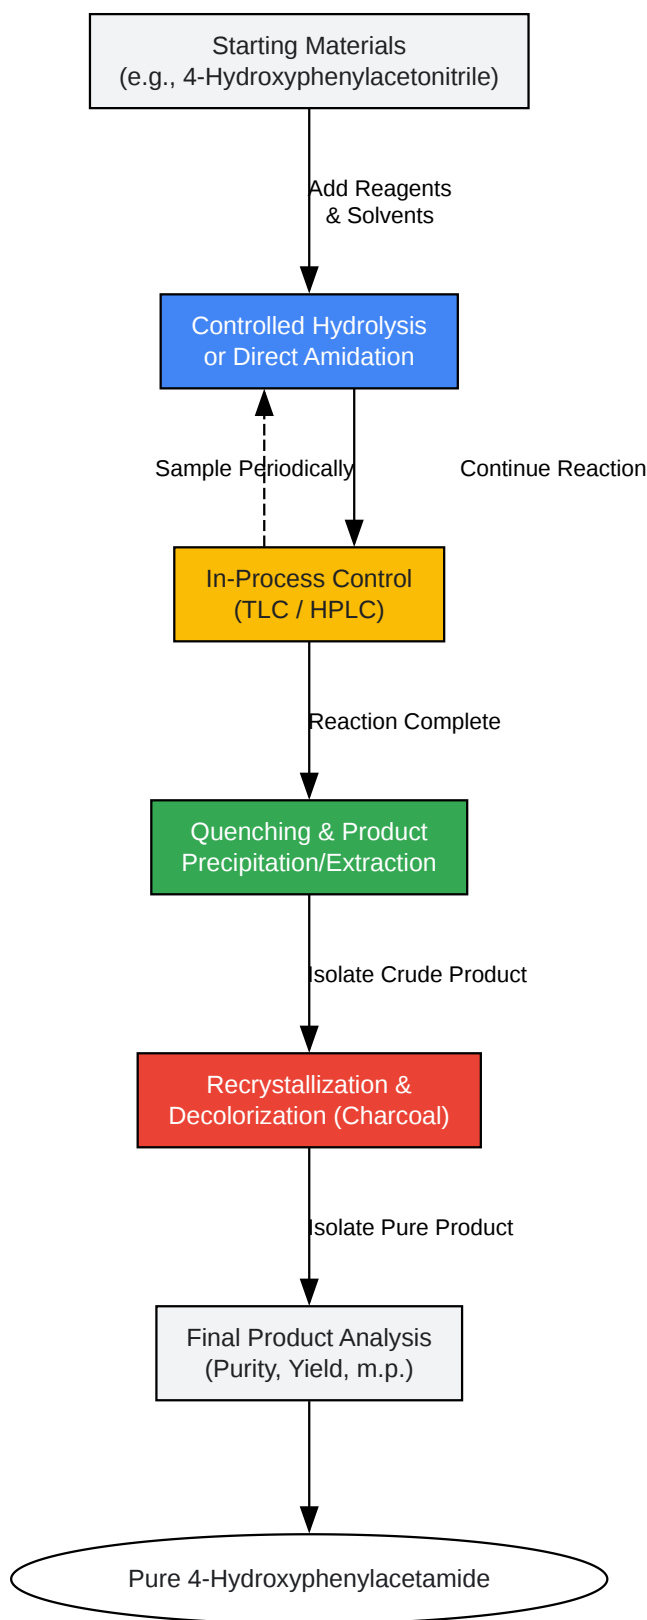 Starting Materials
(e.g., 4-Hydroxyphenylacetonitrile)
Add Reagents
& Solvents
Controlled Hydrolysis
or Direct Amidation
Sample Periodically
Continue Reaction
In-Process Control
(TLC / HPLC)
Reaction Complete
Quenching & Product
Precipitation/Extraction
Isolate Crude Product
Recrystallization &
Decolorization (Charcoal)
Isolate Pure Product
Final Product Analysis
(Purity, Yield, m.p.)
Pure 4-Hydroxyphenylacetamide